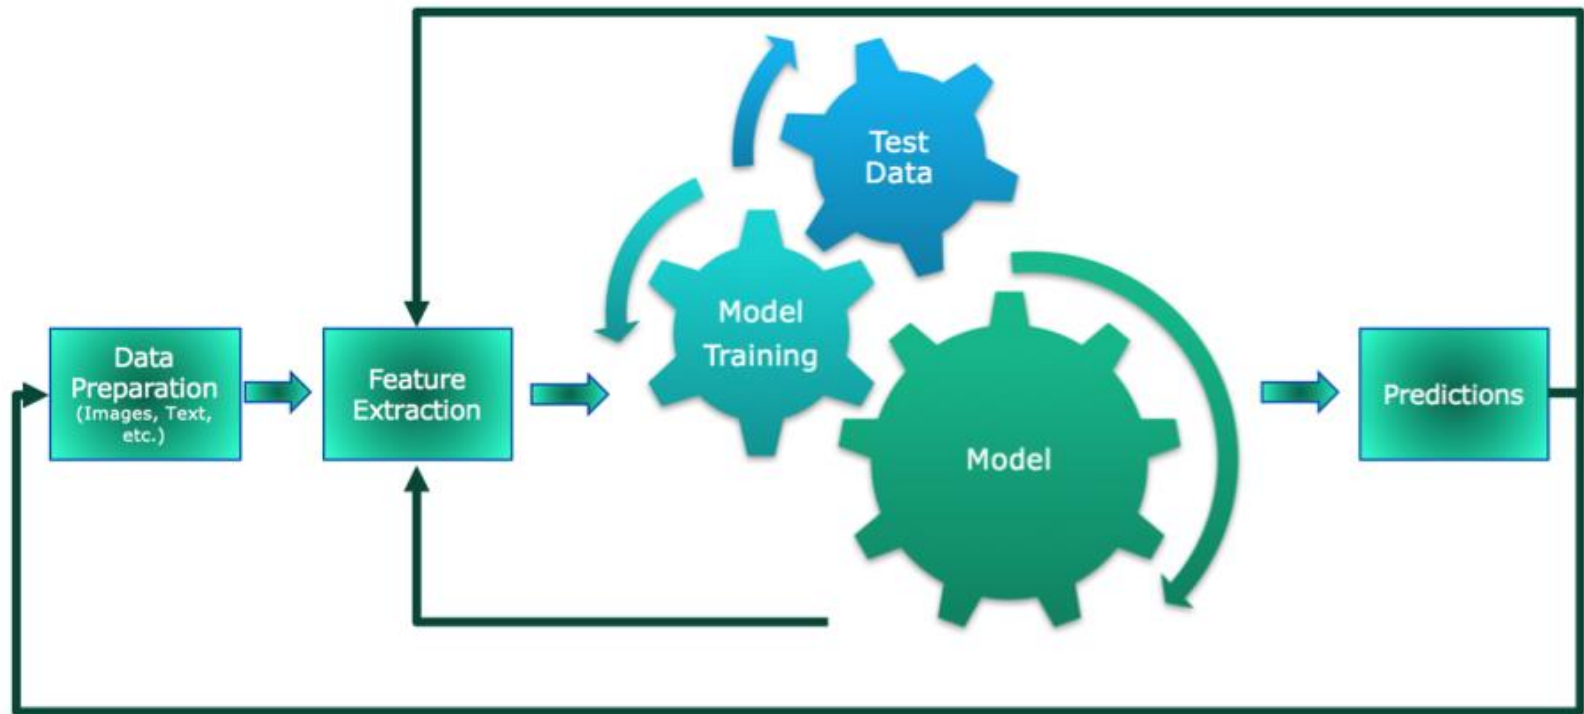 Data
Preparation
(Images, Text,
etc.)
Feature
Extraction
Test
Data
Model
Training
Model
Predictions